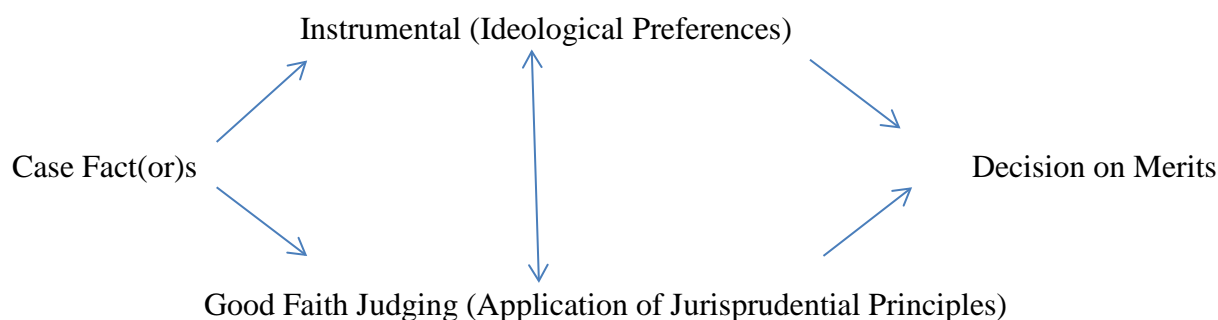 Instrumental (Ideological Preferences)
Case Fact(or)s
Decision on Merits
Good Faith Judging (Application of Jurisprudential Principles)